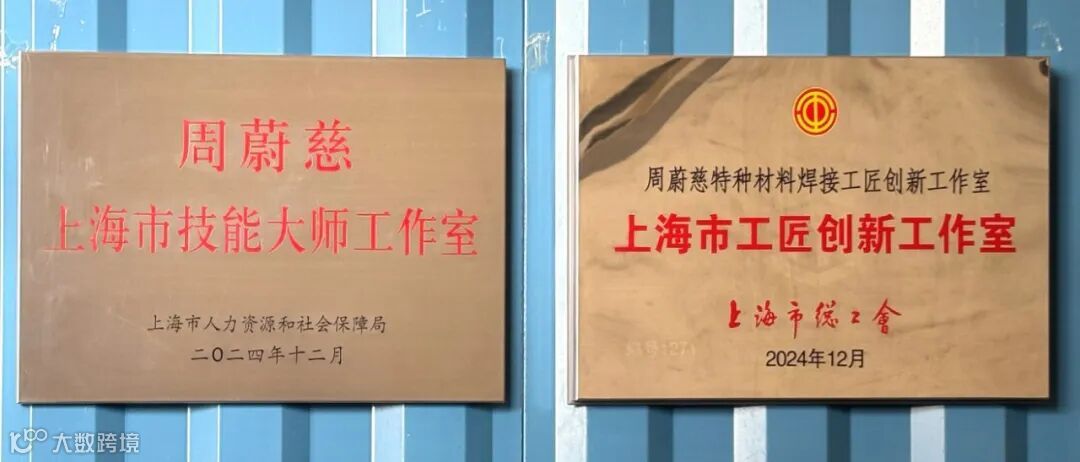 周蔚慈
上海市技能大师工作室
上海市人力资源和社会保障局
二〇二四年十二月
周蔚慈特种材料焊接工匠创新工作室
上海市工匠创新工作室
上海市总工會
2024年12月
大数跨境